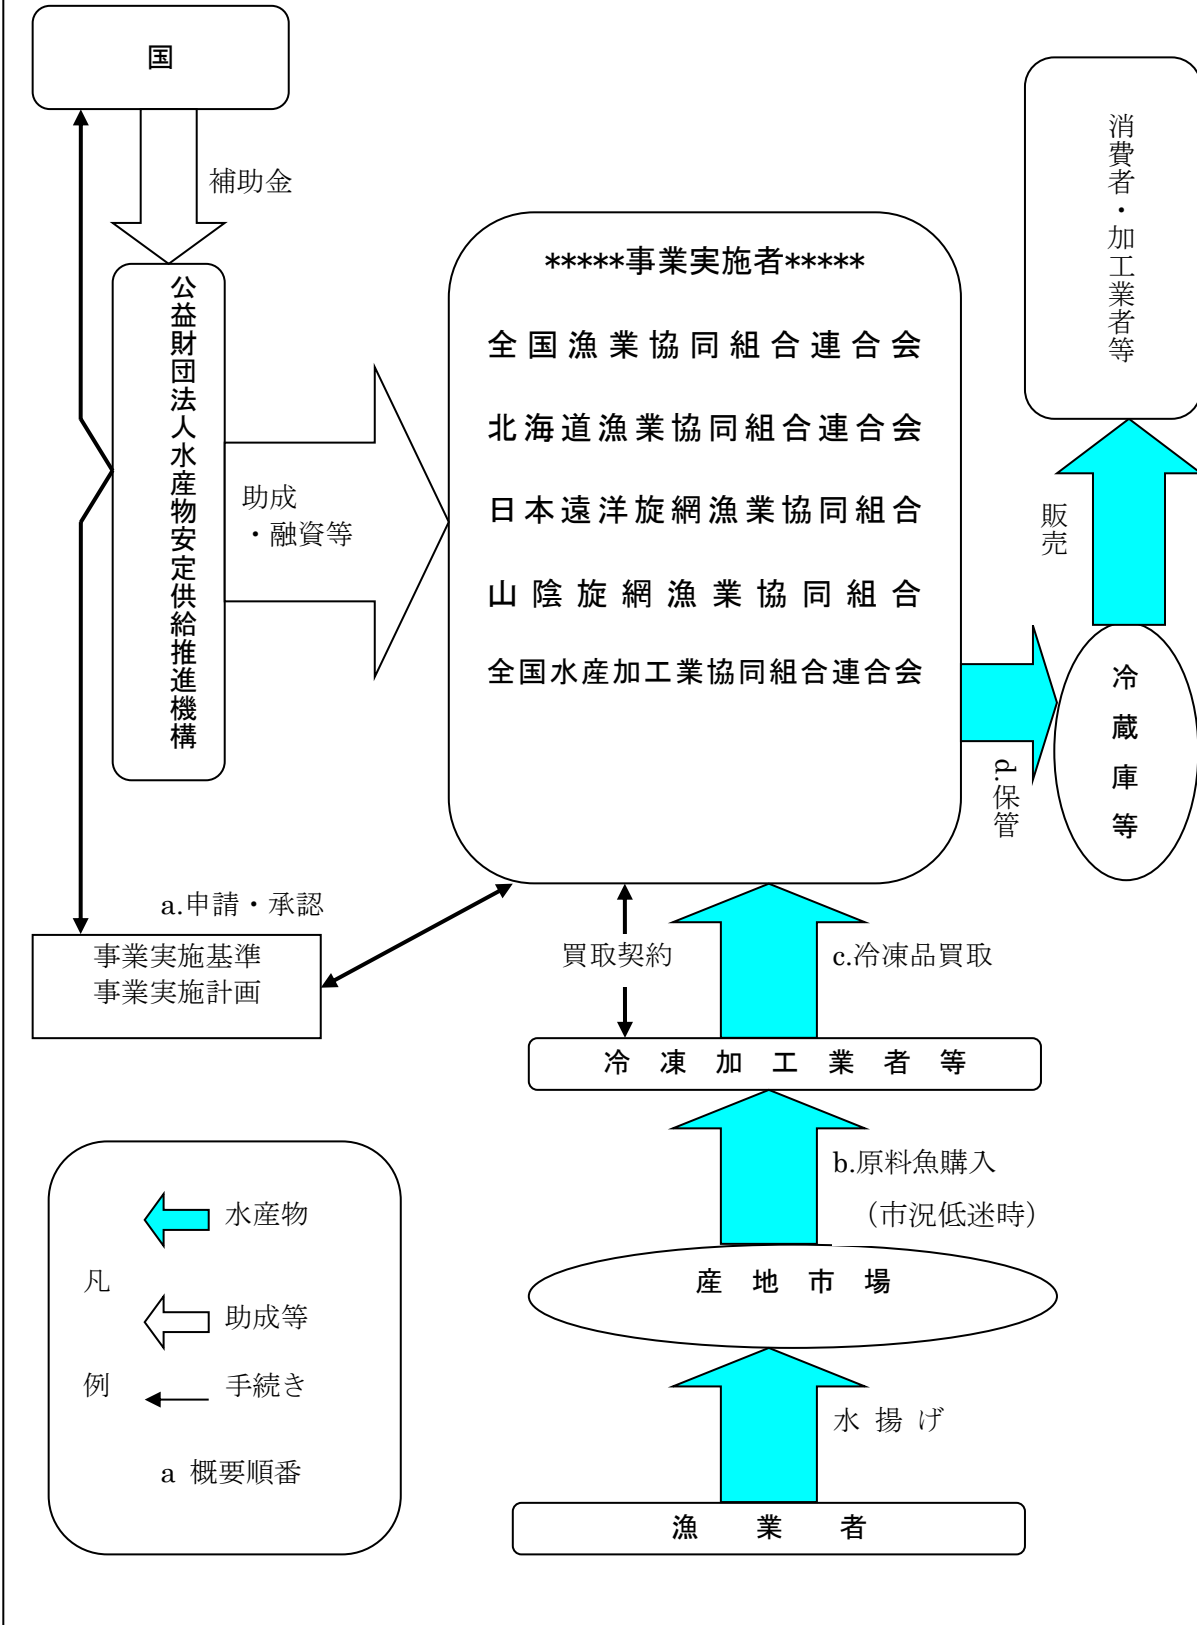 国
補助金
公益財団法人水産物安定供給推進機構
助成
・融資等
*****事業実施者*****
全国漁業協同組合連合会
北海道漁業協同組合連合会
日本遠洋旋網漁業協同組合
山陰旋網漁業協同組合
全国水産加工業協同組合連合会
消費者・加工業者等
販売
冷蔵庫等
d.保管
a.申請・承認
事業実施基準
事業実施計画
買取契約
c.冷凍品買取
冷凍加工業者等
b.原料魚購入
（市況低迷時）
産地市場
水揚げ
漁業者
凡例
水産物
助成等
手続き
a 概要順番